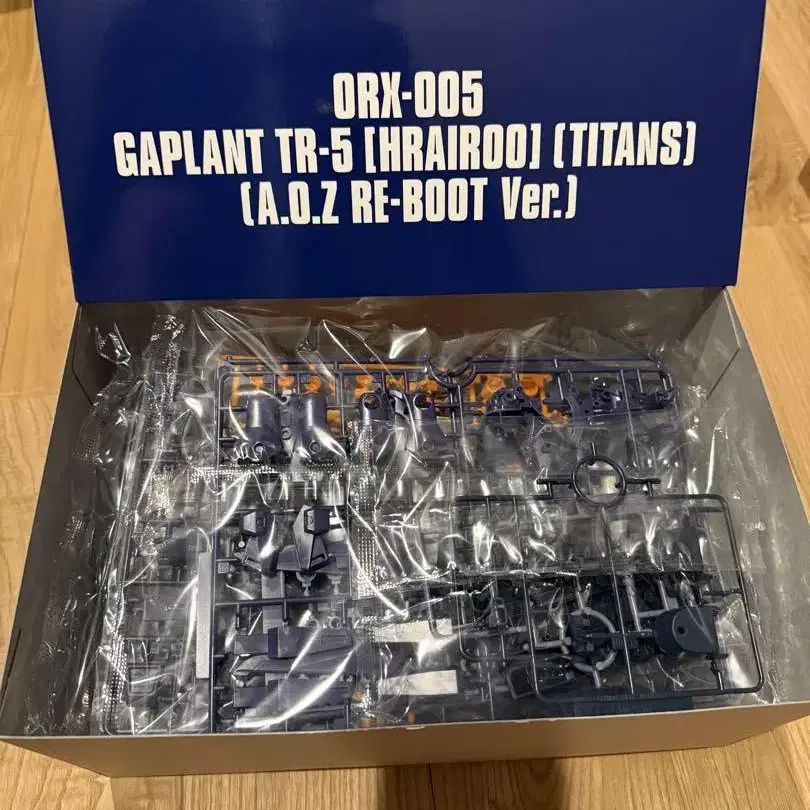 ORX-005
GAPLANT TR-5 [HRAIROO] (TITANS)
(A.O.Z RE-BOOT Ver.)